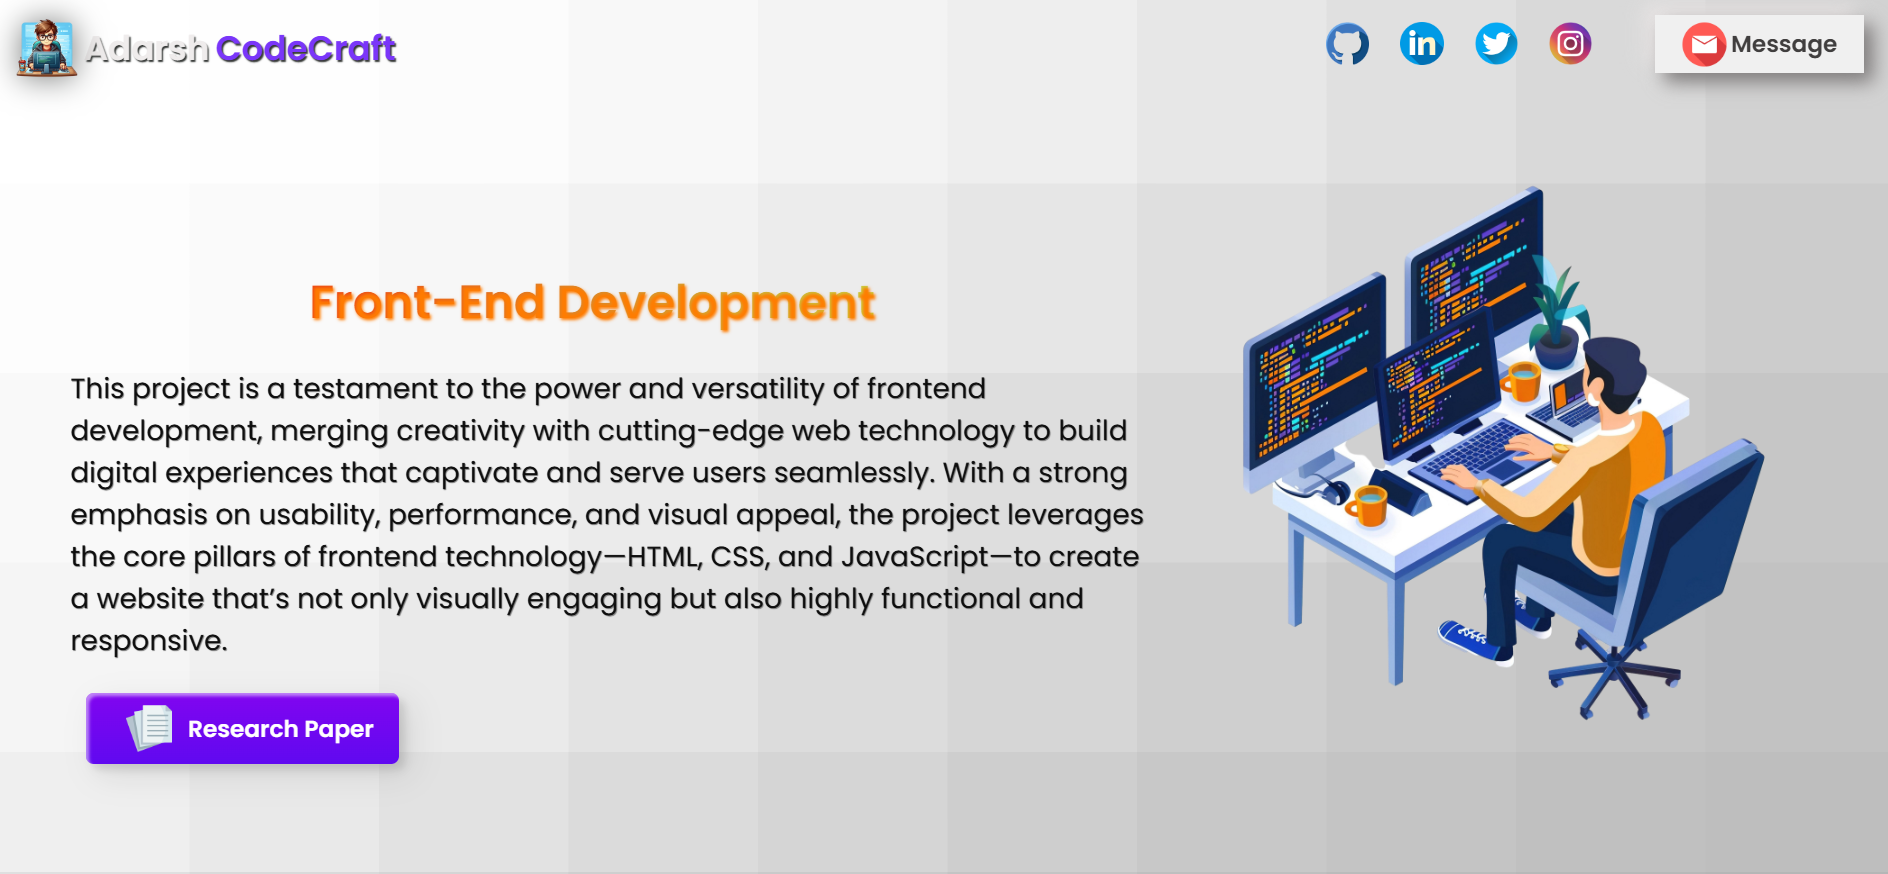 Adarsh CodeCraft
Message
Front-End Development
This project is a testament to the power and versatility of frontend
development, merging creativity with cutting-edge web technology to build
digital experiences that captivate and serve users seamlessly. With a strong
emphasis on usability, performance, and visual appeal, the project leverages
the core pillars of frontend technology—HTML, CSS, and JavaScript—to create
a website that’s not only visually engaging but also highly functional and
responsive.
Research Paper